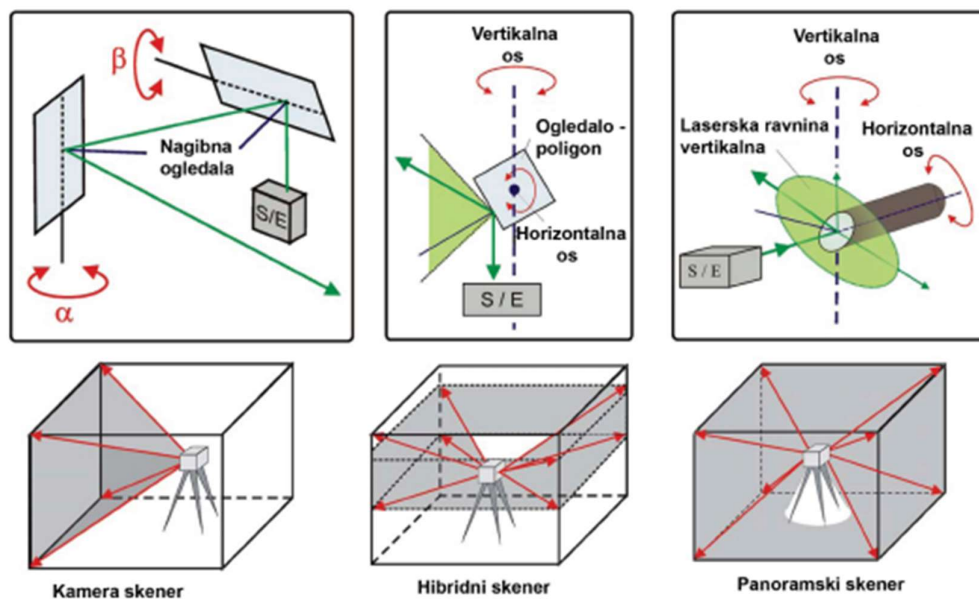 β
Nagibna
ogledala
S/E
α
Vertikalna
os
Ogledalo -
poligon
Horizontalna
os
S / E
Vertikalna
os
Laserska ravnina
vertikalna
Horizontalna
os
S / E
Kamera skener
Hibridni skener
Panoramski skener